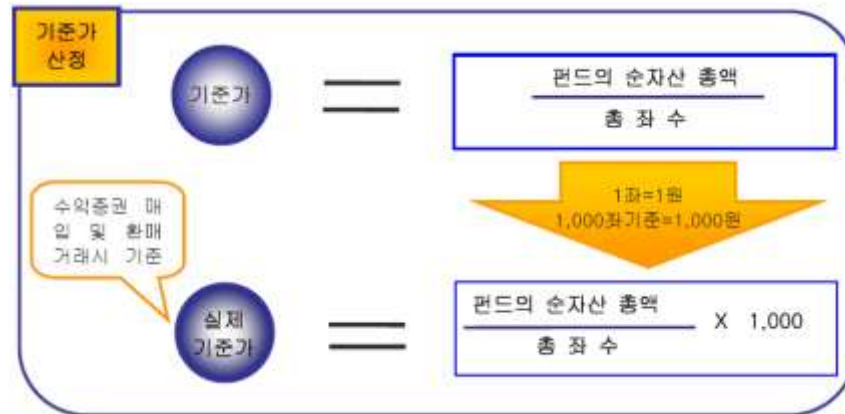 기준가
산정
기준가
펀드의 순자산 총액
총 좌 수
1좌=1원
1,000좌기준=1,000원
수익증권 매
입 및 환매
거래시 기준
실제
기준가
펀드의 순자산 총액
총 좌 수
X 1,000